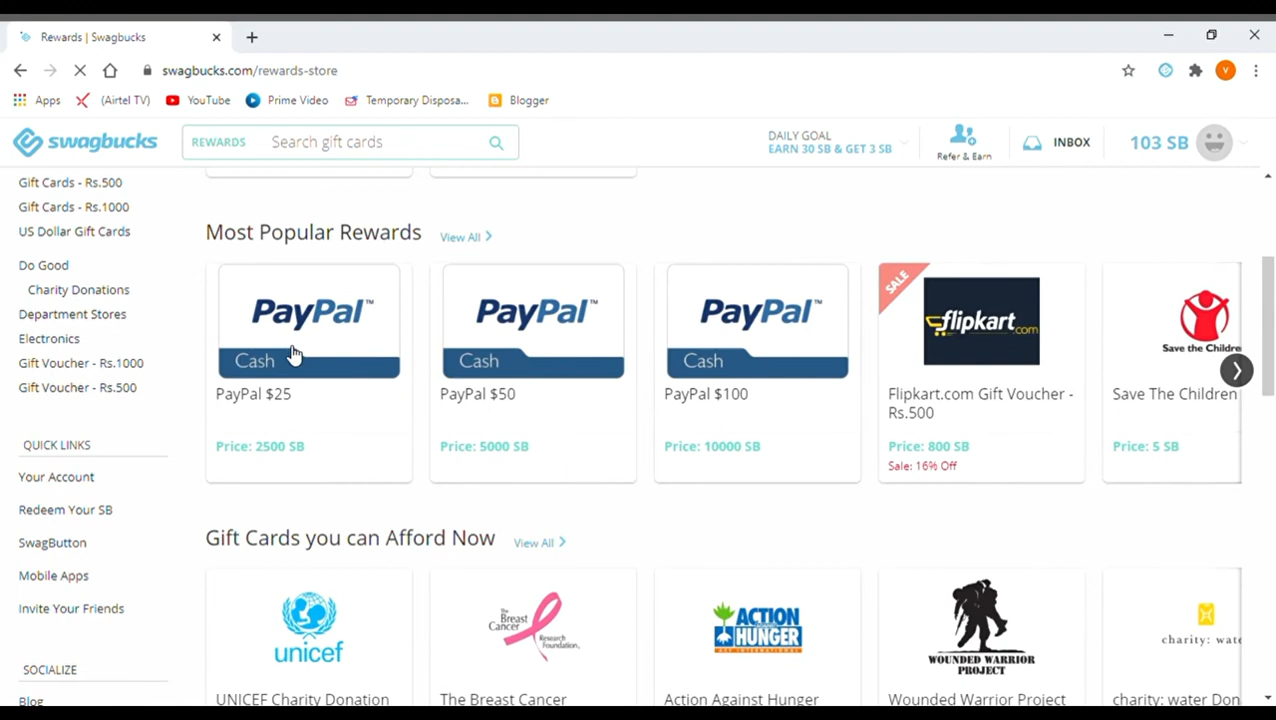 Rewards | Swagbucks
swagbucks.com/rewards-store
Apps
(Airtel TV)
YouTube
Prime Video
Temporary Disposa...
Blogger
V
swagbucks
REWARDS
Search gift cards
DAILY GOAL
EARN 30 SB & GET 3 SB
Refer & Earn
INBOX
103 SB
Gift Cards - Rs.500
Gift Cards - Rs.1000
US Dollar Gift Cards
Do Good
Charity Donations
Department Stores
Electronics
Gift Voucher - Rs.1000
Gift Voucher - Rs.500
QUICK LINKS
Your Account
Redeem Your SB
SwagButton
Mobile Apps
Invite Your Friends
SOCIALIZE
Blog
Most Popular Rewards
View All
PayPal™
Cash
PayPal $25
Price: 2500 SB
PayPal™
Cash
PayPal $50
Price: 5000 SB
PayPal™
Cash
PayPal $100
Price: 10000 SB
SALE
flipkart.com
Flipkart.com Gift Voucher -
Rs.500
Price: 800 SB
Sale: 16% Off
Save the Childre
Save The Children
Price: 5 SB
Gift Cards you can Afford Now
View All
unicef
UNICEF Charity Donation
The Breast
Cancer
Research
Foundation
The Breast Cancer
ACTION
AGAINST
HUNGER
ACF INTERNATIONAL
Action Against Hunger
WOUNDED WARRIOR
PROJECT
Wounded Warrior Project
charity: wate
charity: water Don